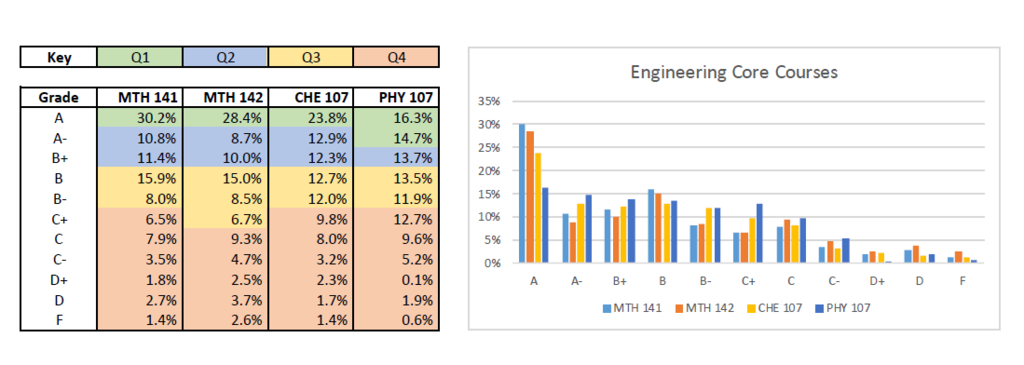 Key Q1 Q2 Q3 Q4
Grade MTH 141 MTH 142 CHE 107 PHY 107
A 30.2% 28.4% 23.8% 16.3%
A- 10.8% 8.7% 12.9% 14.7%
B+ 11.4% 10.0% 12.3% 13.7%
B 15.9% 15.0% 12.7% 13.5%
B- 8.0% 8.5% 12.0% 11.9%
C+ 6.5% 6.7% 9.8% 12.7%
C 7.9% 9.3% 8.0% 9.6%
C- 3.5% 4.7% 3.2% 5.2%
D+ 1.8% 2.5% 2.3% 0.1%
D 2.7% 3.7% 1.7% 1.9%
F 1.4% 2.6% 1.4% 0.6%
Engineering Core Courses
35%
30%
25%
20%
15%
10%
5%
0%
A A- B+ B B- C+ C C- D+ D F
MTH 141 MTH 142 CHE 107 PHY 107